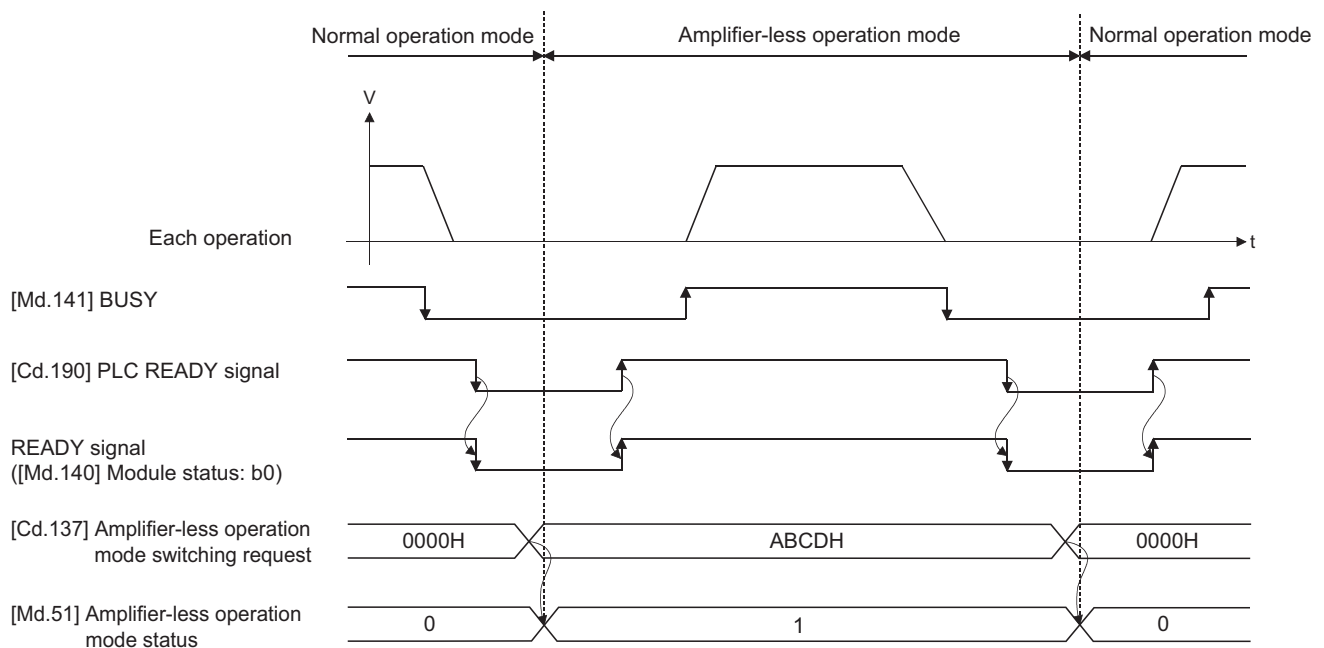 Normal operation mode
Amplifier-less operation mode
Normal operation mode
V
Each operation
t
[Md.141] BUSY
[Cd.190] PLC READY signal
READY signal
([Md.140] Module status: b0)
[Cd.137] Amplifier-less operation
mode switching request
0000H
ABCDH
0000H
[Md.51] Amplifier-less operation
mode status
0
1
0